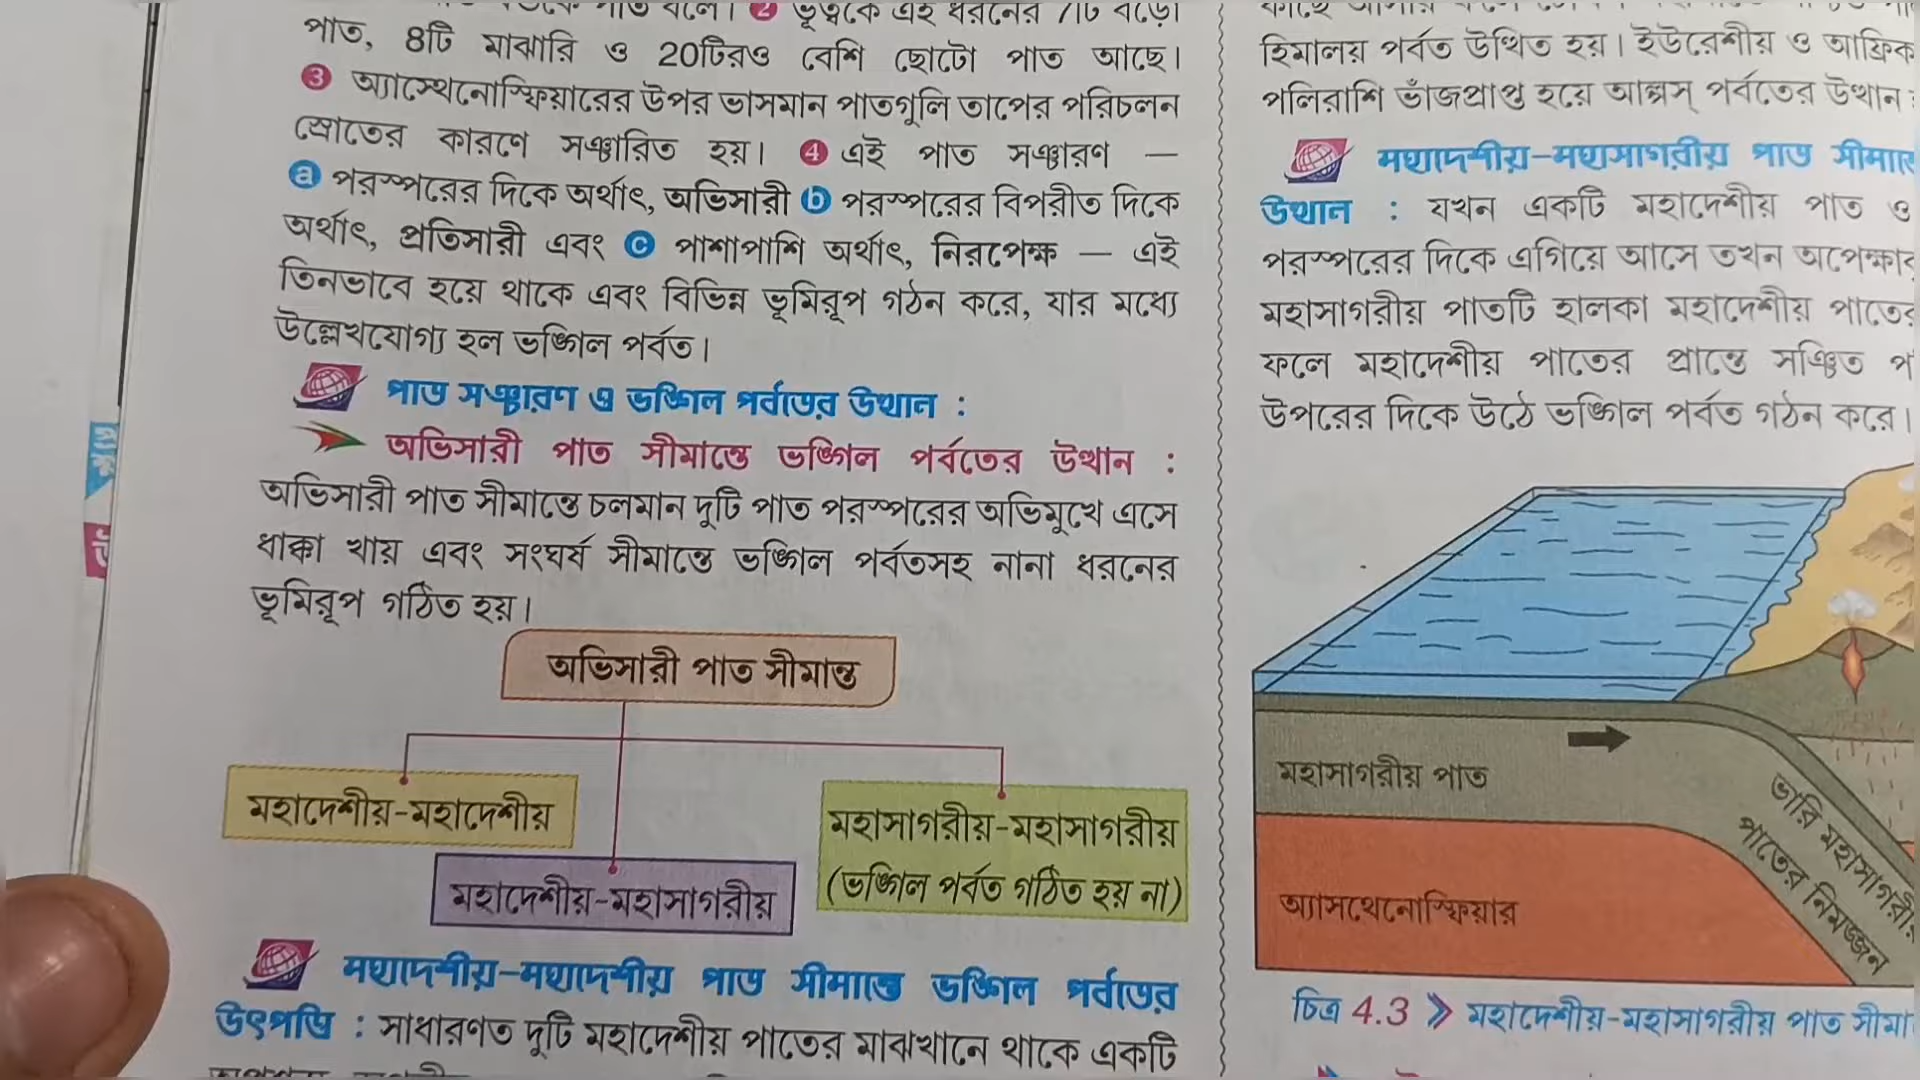 পাত, 8টি মাঝারি ও 20টিরও বেশি ছোটো পাত আছে।
3 অ্যাস্থেনোস্ফিয়ারের উপর ভাসমান পাতগুলি তাপের পরিচলন
স্রোতের কারণে সঞ্চারিত হয়। 4 এই পাত সঞ্চারণ —
a পরস্পরের দিকে অর্থাৎ, অভিসারী b পরস্পরের বিপরীত দিকে
অর্থাৎ, প্রতিসারী এবং c পাশাপাশি অর্থাৎ, নিরপেক্ষ — এই
তিনভাবে হয়ে থাকে এবং বিভিন্ন ভূমিরূপ গঠন করে, যার মধ্যে
উল্লেখযোগ্য হল ভঙ্গিল পর্বত।
পাত সঞ্চারণ ও ভঙ্গিল পর্বতের উত্থান :
অভিসারী পাত সীমান্তে ভঙ্গিল পর্বতের উত্থান :
অভিসারী পাত সীমান্তে চলমান দুটি পাত পরস্পরের অভিমুখে এসে
ধাক্কা খায় এবং সংঘর্ষ সীমান্তে ভঙ্গিল পর্বতসহ নানা ধরনের
ভূমিরূপ গঠিত হয়।
অভিসারী পাত সীমান্ত
মহাদেশীয়-মহাদেশীয়
মহাদেশীয়-মহাসাগরীয়
মহাসাগরীয়-মহাসাগরীয়
(ভঙ্গিল পর্বত গঠিত হয় না)
মহাদেশীয়-মহাদেশীয় পাত সীমান্তে ভঙ্গিল পর্বতের
উৎপত্তি : সাধারণত দুটি মহাদেশীয় পাতের মাঝখানে থাকে একটি
হিমালয় পর্বত উত্থিত হয়। ইউরেশীয় ও আফ্রিক
পলিরাশি ভাঁজপ্রাপ্ত হয়ে আল্পস্ পর্বতের উত্থান
মহাদেশীয়-মহাসাগরীয় পাত সীমান্তে
উত্থান : যখন একটি মহাদেশীয় পাত ও
পরস্পরের দিকে এগিয়ে আসে তখন অপেক্ষাকৃ
মহাসাগরীয় পাতটি হালকা মহাদেশীয় পাতের
ফলে মহাদেশীয় পাতের প্রান্তে সঞ্চিত প
উপরের দিকে উঠে ভঙ্গিল পর্বত গঠন করে।
মহাসাগরীয় পাত
ভারি মহাসাগরীয়
পাতের নিমজ্জন
অ্যাসথেনোস্ফিয়ার
চিত্র 4.3 » মহাদেশীয়-মহাসাগরীয় পাত সীমা